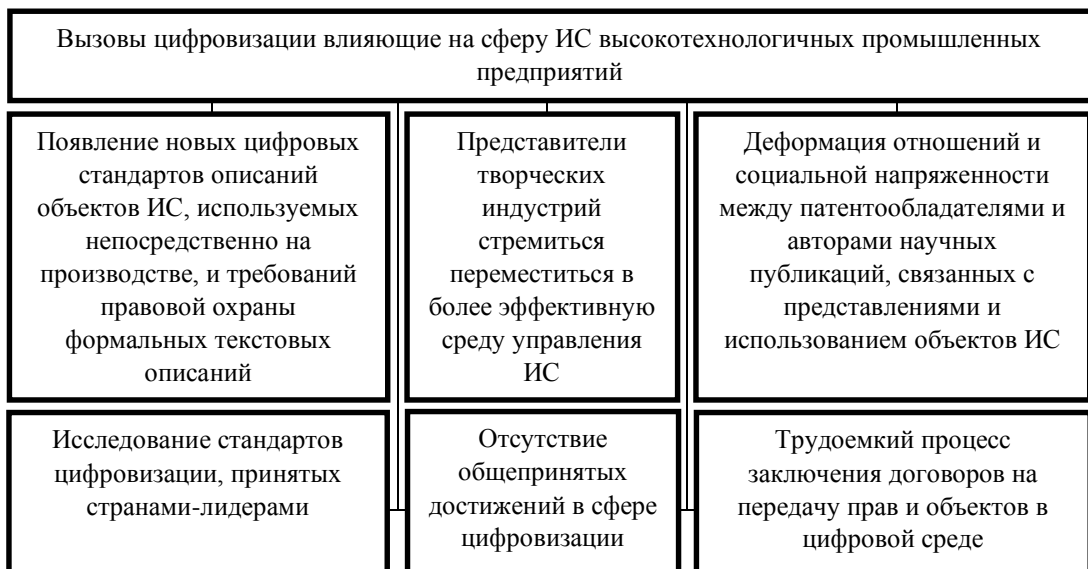 Вызовы цифровизации влияющие на сферу ИС высокотехнологичных промышленных
предприятий
Появление новых цифровых
стандартов описаний
объектов ИС, используемых
непосредственно на
производстве, и требований
правовой охраны
формальных текстовых
описаний
Представители
творческих
индустрий
стремиться
переместиться в
более эффективную
среду управления
ИС
Деформация отношений и
социальной напряженности
между патентообладателями и
авторами научных
публикаций, связанных с
представлениями и
использованием объектов ИС
Исследование стандартов
цифровизации, принятых
странами-лидерами
Отсутствие
общепринятых
достижений в сфере
цифровизации
Трудоемкий процесс
заключения договоров на
передачу прав и объектов в
цифровой среде